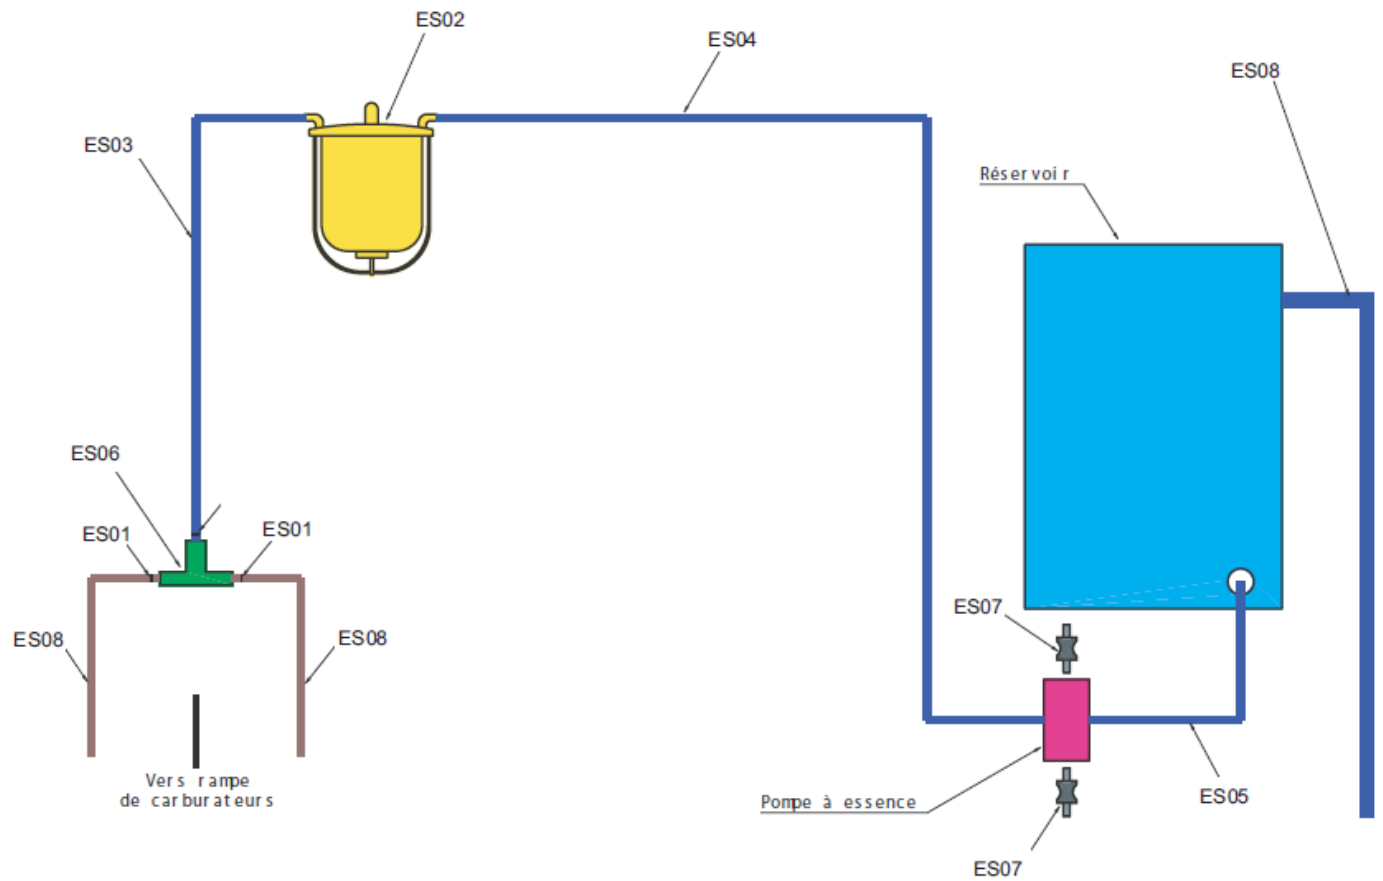 ES02
ES04
ES08
ES03
Réservoir
ES06
ES01
ES01
ES07
ES08
ES08
Vers rampe
de carburateurs
Pompe à essence
ES05
ES07